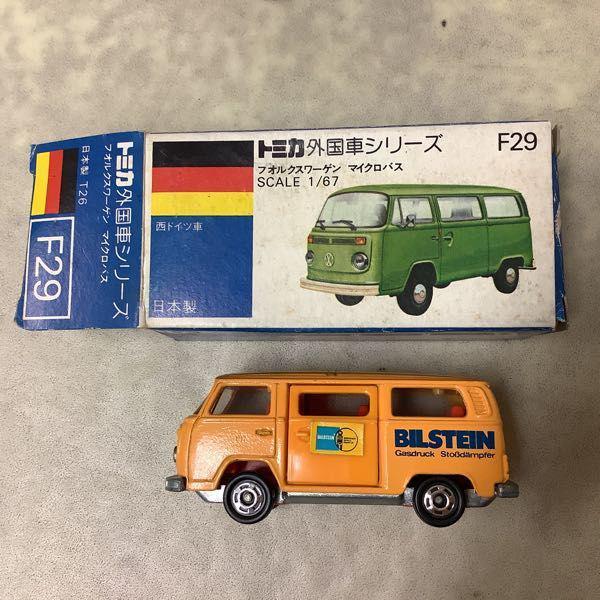 トミカ外国車シリーズ F29
フオルクスワーゲン マイクロバス
SCALE 1/67
西ドイツ車
日本製
日本製 T26
トミカ外国車シリーズ
フオルクスワーゲン マイクロバス
F29
BILSTEIN
BILSTEIN
Gasdruck Stoßdämpfer